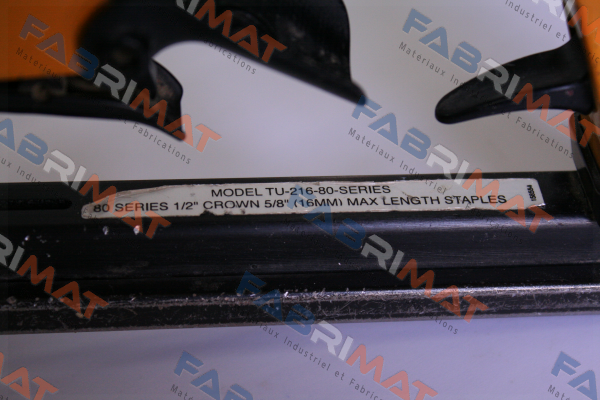 MODEL TU-216-80-SERIES
80 SERIES 1/2" CROWN 5/8" (16MM) MAX LENGTH STAPLES
FABRIMAT
Materiaux Industriel et Fabrications